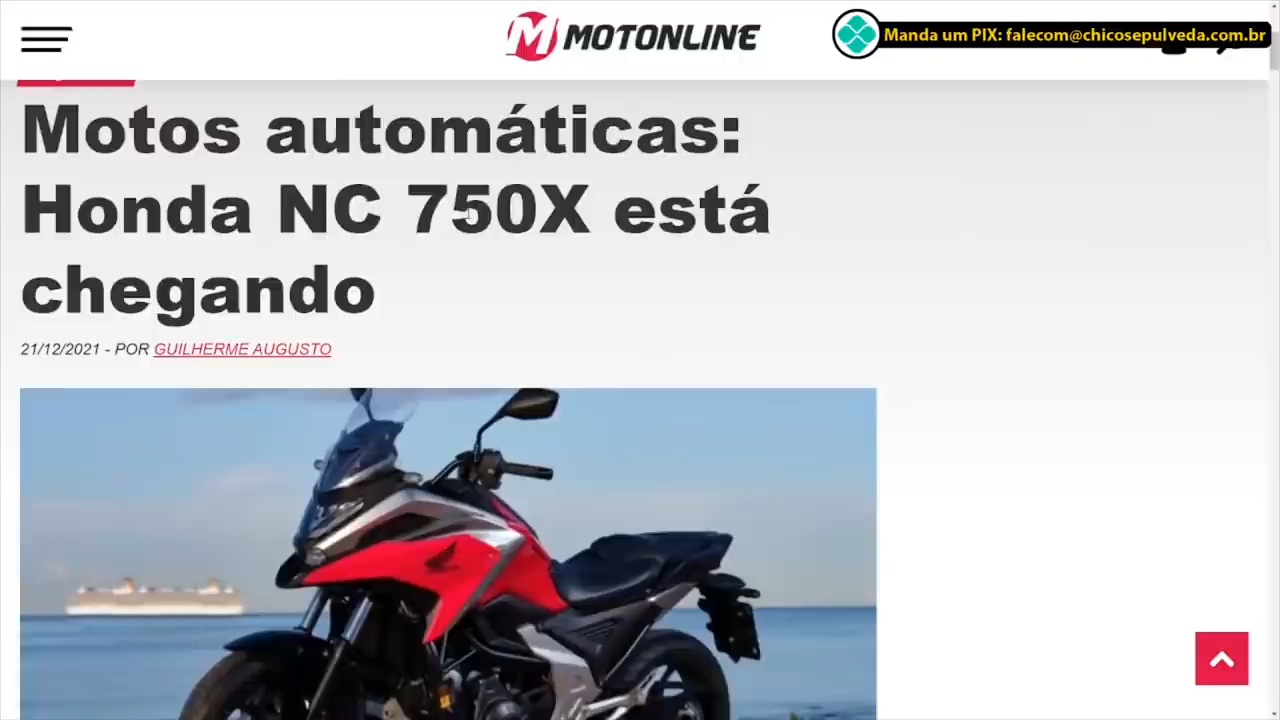 MOTONLINE
Manda um PIX: falecom@chicosepulveda.com.br
Motos automáticas:
Honda NC 750X está
chegando
21/12/2021 - POR GUILHERME AUGUSTO